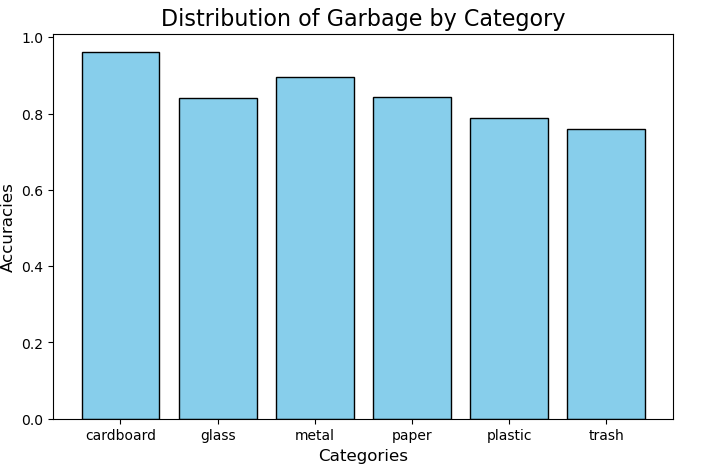 Distribution of Garbage by Category
1.0
0.8
0.6
0.4
0.2
0.0
Accuracies
cardboard glass metal paper plastic trash
Categories